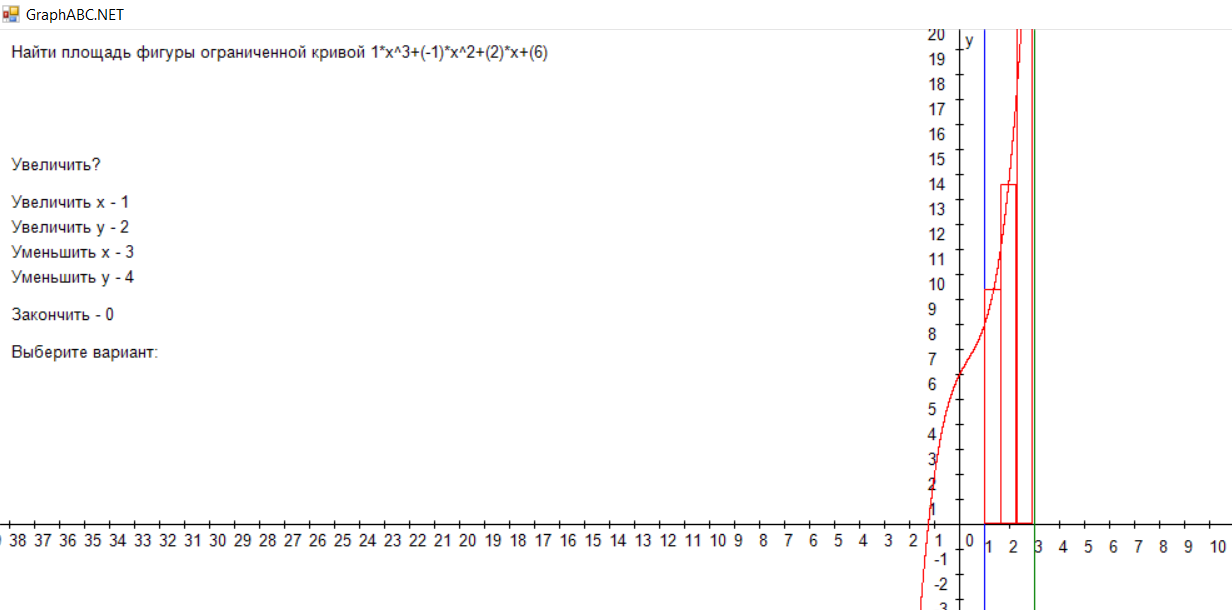 GraphABC.NET
Найти площадь фигуры ограниченной кривой 1*x^3+(-1)*x^2+(2)*x+(6)
Увеличить?
Увеличить x - 1
Увеличить y - 2
Уменьшить x - 3
Уменьшить y - 4
Закончить - 0
Выберите вариант:
y
20
19
18
17
16
15
14
13
12
11
10
9
8
7
6
5
4
3
2
1
38 37 36 35 34 33 32 31 30 29 28 27 26 25 24 23 22 21 20 19 18 17 16 15 14 13 12 11 10 9 8 7 6 5 4 3 2 1 0 1 2 3 4 5 6 7 8 9 10
-1
-2